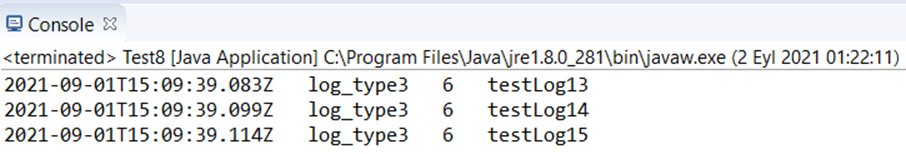 Console
<terminated> Test8 [Java Application] C:\Program Files\Java\jre1.8.0_281\bin\javaw.exe (2 Eyl 2021 01:22:11)
2021-09-01T15:09:39.083Z   log_type3   6   testLog13
2021-09-01T15:09:39.099Z   log_type3   6   testLog14
2021-09-01T15:09:39.114Z   log_type3   6   testLog15